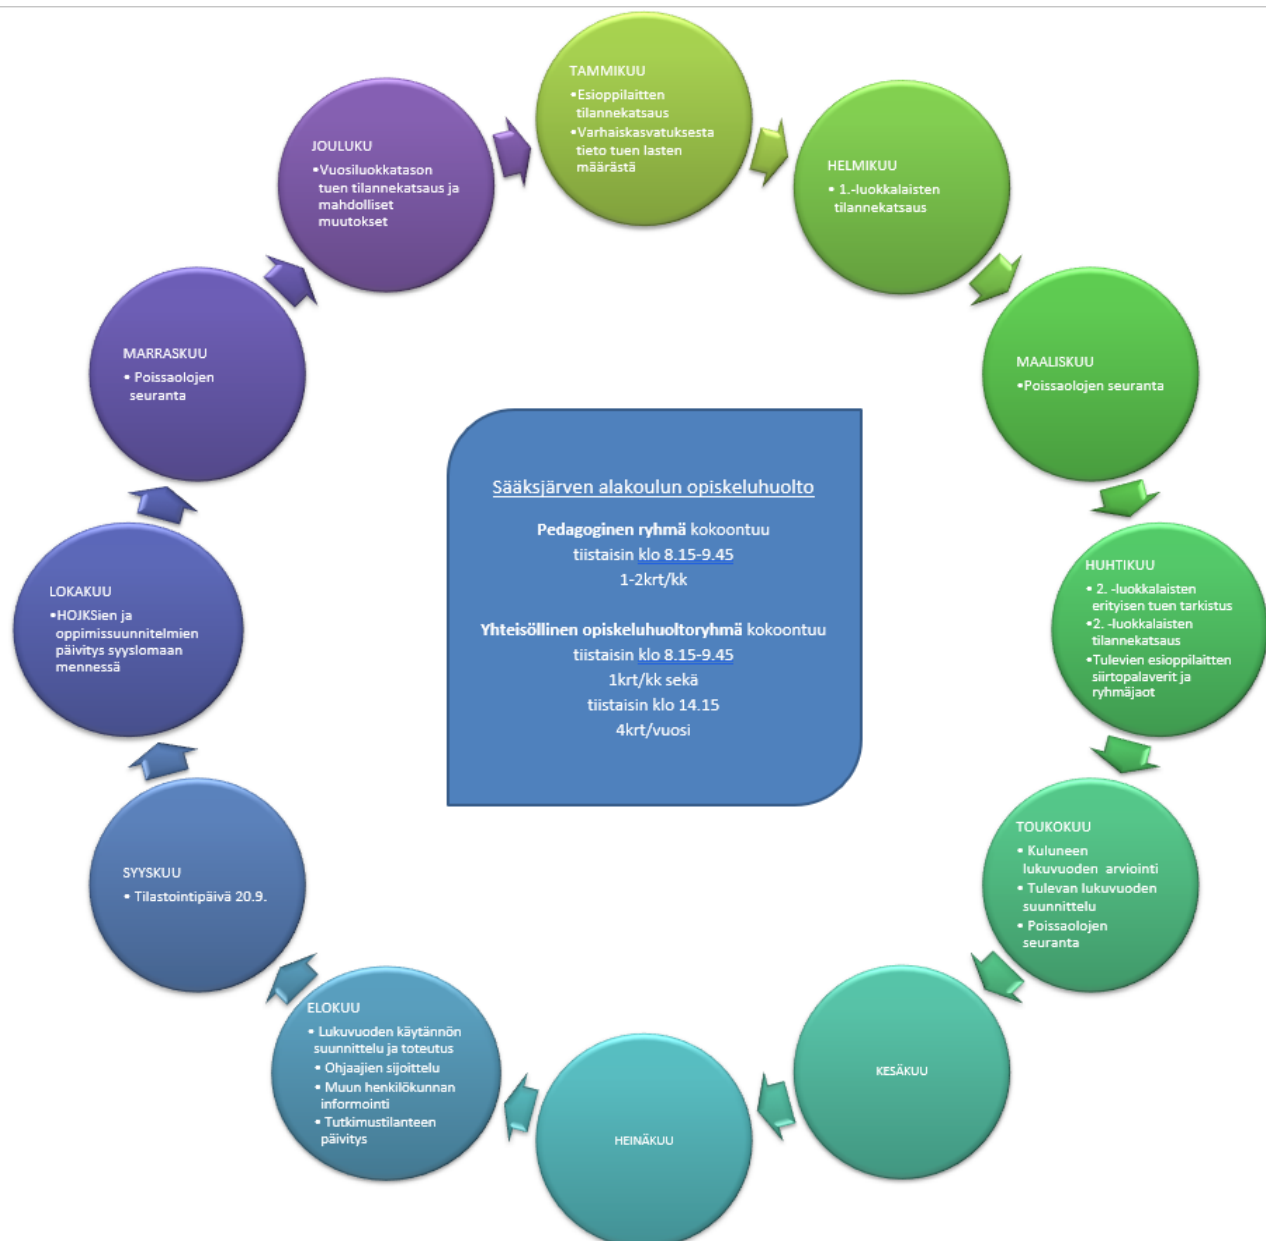 TAMMIKUU
•Esioppilaitten
tilannekatsaus
•Varhaiskasvatuksesta
tieto tuen lasten
määrästä
HELMIKUU
• 1.-luokkalaisten
tilannekatsaus
MAALISKUU
•Poissaolojen seuranta
HUHTIKUU
• 2. -luokkalaisten
erityisen tuen tarkistus
•2. -luokkalaisten
tilannekatsaus
•Tulevien esioppilaitten
siirtopalaverit ja
ryhmäjaot
TOUKOKUU
• Kuluneen
lukuvuoden arviointi
• Tulevan lukuvuoden
suunnittelu
• Poissaolojen
seuranta
KESÄKUU
HEINÄKUU
ELOKUU
• Lukuvuoden käytännön
suunnittelu ja toteutus
• Ohjaajien sijoittelu
• Muun henkilökunnan
informointi
• Tutkimustilanteen
päivitys
SYYSKUU
• Tilastointipäivä 20.9.
LOKAKUU
•HOJKSien ja
oppimissuunnitelmien
päivitys syyslomaan
mennessä
MARRASKUU
• Poissaolojen
seuranta
JOULUKU
•Vuosiluokkatason
tuen tilannekatsaus ja
mahdolliset
muutokset
Sääksjärven alakoulun opiskeluhuolto
Pedagoginen ryhmä kokoontuu
tiistaisin klo 8.15-9.45
1-2krt/kk
Yhteisöllinen opiskeluhuoltoryhmä kokoontuu
tiistaisin klo 8.15-9.45
1krt/kk sekä
tiistaisin klo 14.15
4krt/vuosi